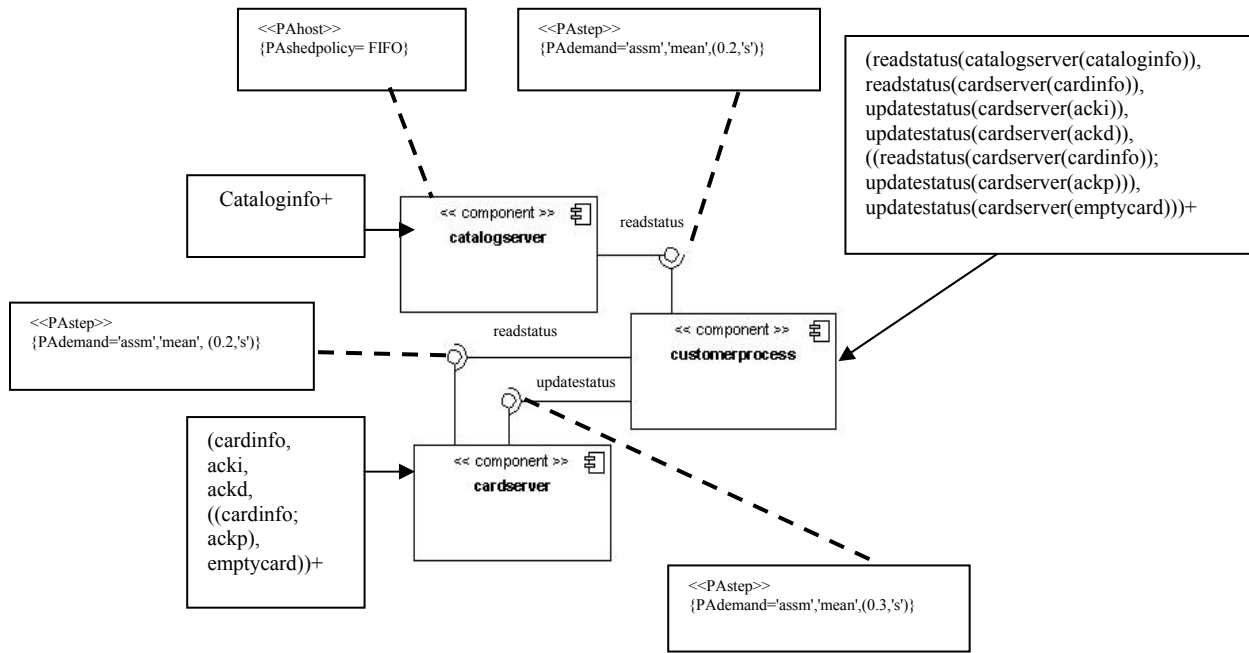 <<PAhost>>
{PAshedpolicy= FIFO}
<<PAstep>>
{PAdemand='assm','mean',(0.2,'s')}
(readstatus(catalogserver(cataloginfo)),
readstatus(cardserver(cardinfo)),
updatestatus(cardserver(acki)),
updatestatus(cardserver(ackd)),
((readstatus(cardserver(cardinfo));
updatestatus(cardserver(ackp))),
updatestatus(cardserver(emptycard)))+
Cataloginfo+
<< component >>
catalogserver
readstatus
<<PAstep>>
{PAdemand='assm','mean', (0.2,'s')}
readstatus
<< component >>
customerprocess
updatestatus
(cardinfo,
acki,
ackd,
((cardinfo;
ackp),
emptycard))+
<< component >>
cardserver
<<PAstep>>
{PAdemand='assm','mean',(0.3,'s')}